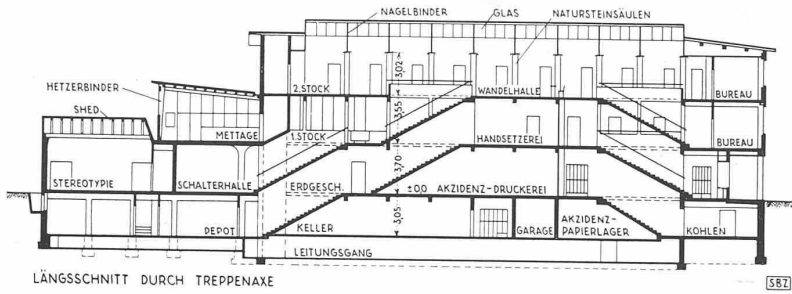 NAGELBINDER
GLAS
NATURSTEINSÄULEN
HETZERBINDER
SHED
3,02
2.STOCK
WANDELHALLE
BUREAU
METTAGE
1.STOCK
3,55
HANDSETZEREI
BUREAU
STEREOTYPIE
SCHALTERHALLE
ERDGESCH.
3,70
±0,0 AKZIDENZ-DRUCKEREI
DEPOT
KELLER
3,05
GARAGE
AKZIDENZ-
PAPIERLAGER
KOHLEN
LEITUNGSGANG
LÄNGSSCHNITT DURCH TREPPENAXE
SBZ